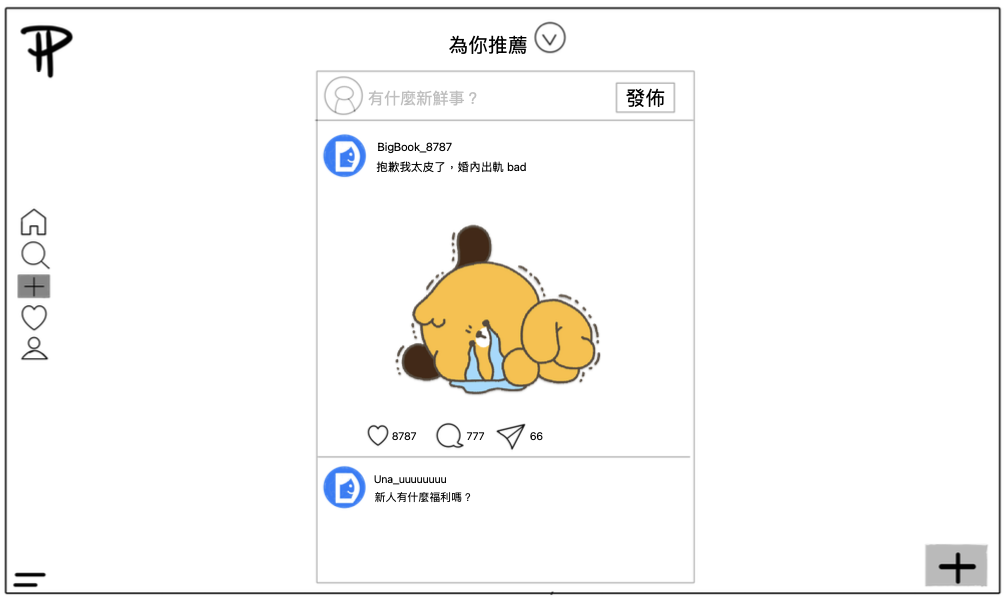 為你推薦
有什麼新鮮事？
發佈
BigBook_8787
抱歉我太皮了，婚內出軌 bad
8787
777
66
Una_uuuuuuuu
新人有什麼福利嗎？